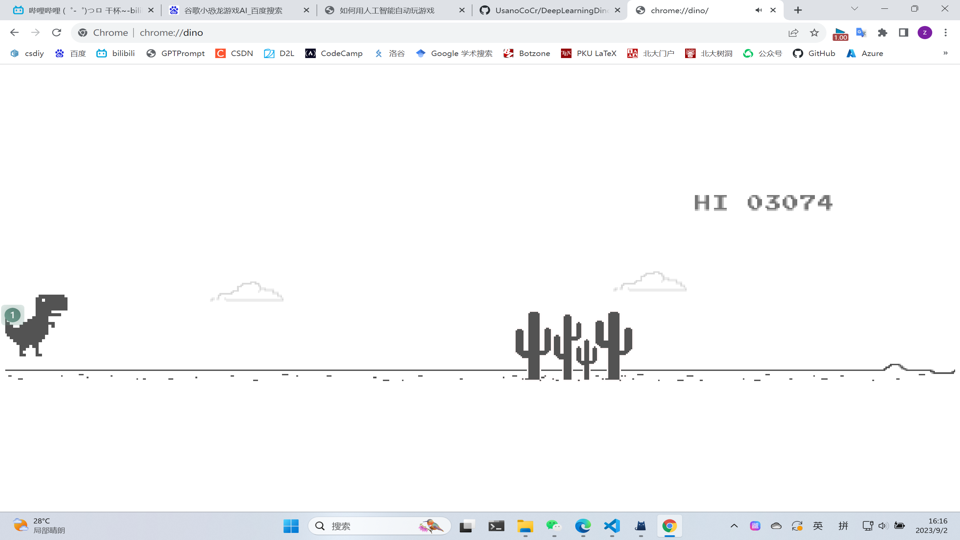 哔哩哔哩 (゜-゜)つロ 干杯~-bili
谷歌小恐龙游戏AI_百度搜索
如何用人工智能自动玩游戏
UsanoCoCr/DeepLearningDin
chrome://dino/
Chrome
chrome://dino
1.00
z
csdiy
百度
bilibili
GPTPrompt
CSDN
D2L
CodeCamp
洛谷
Google 学术搜索
Botzone
PKU LaTeX
北大门户
北大树洞
公众号
GitHub
Azure
»
HI 03074
1
28°C
局部晴朗
搜索
英
拼
16:16
2023/9/2